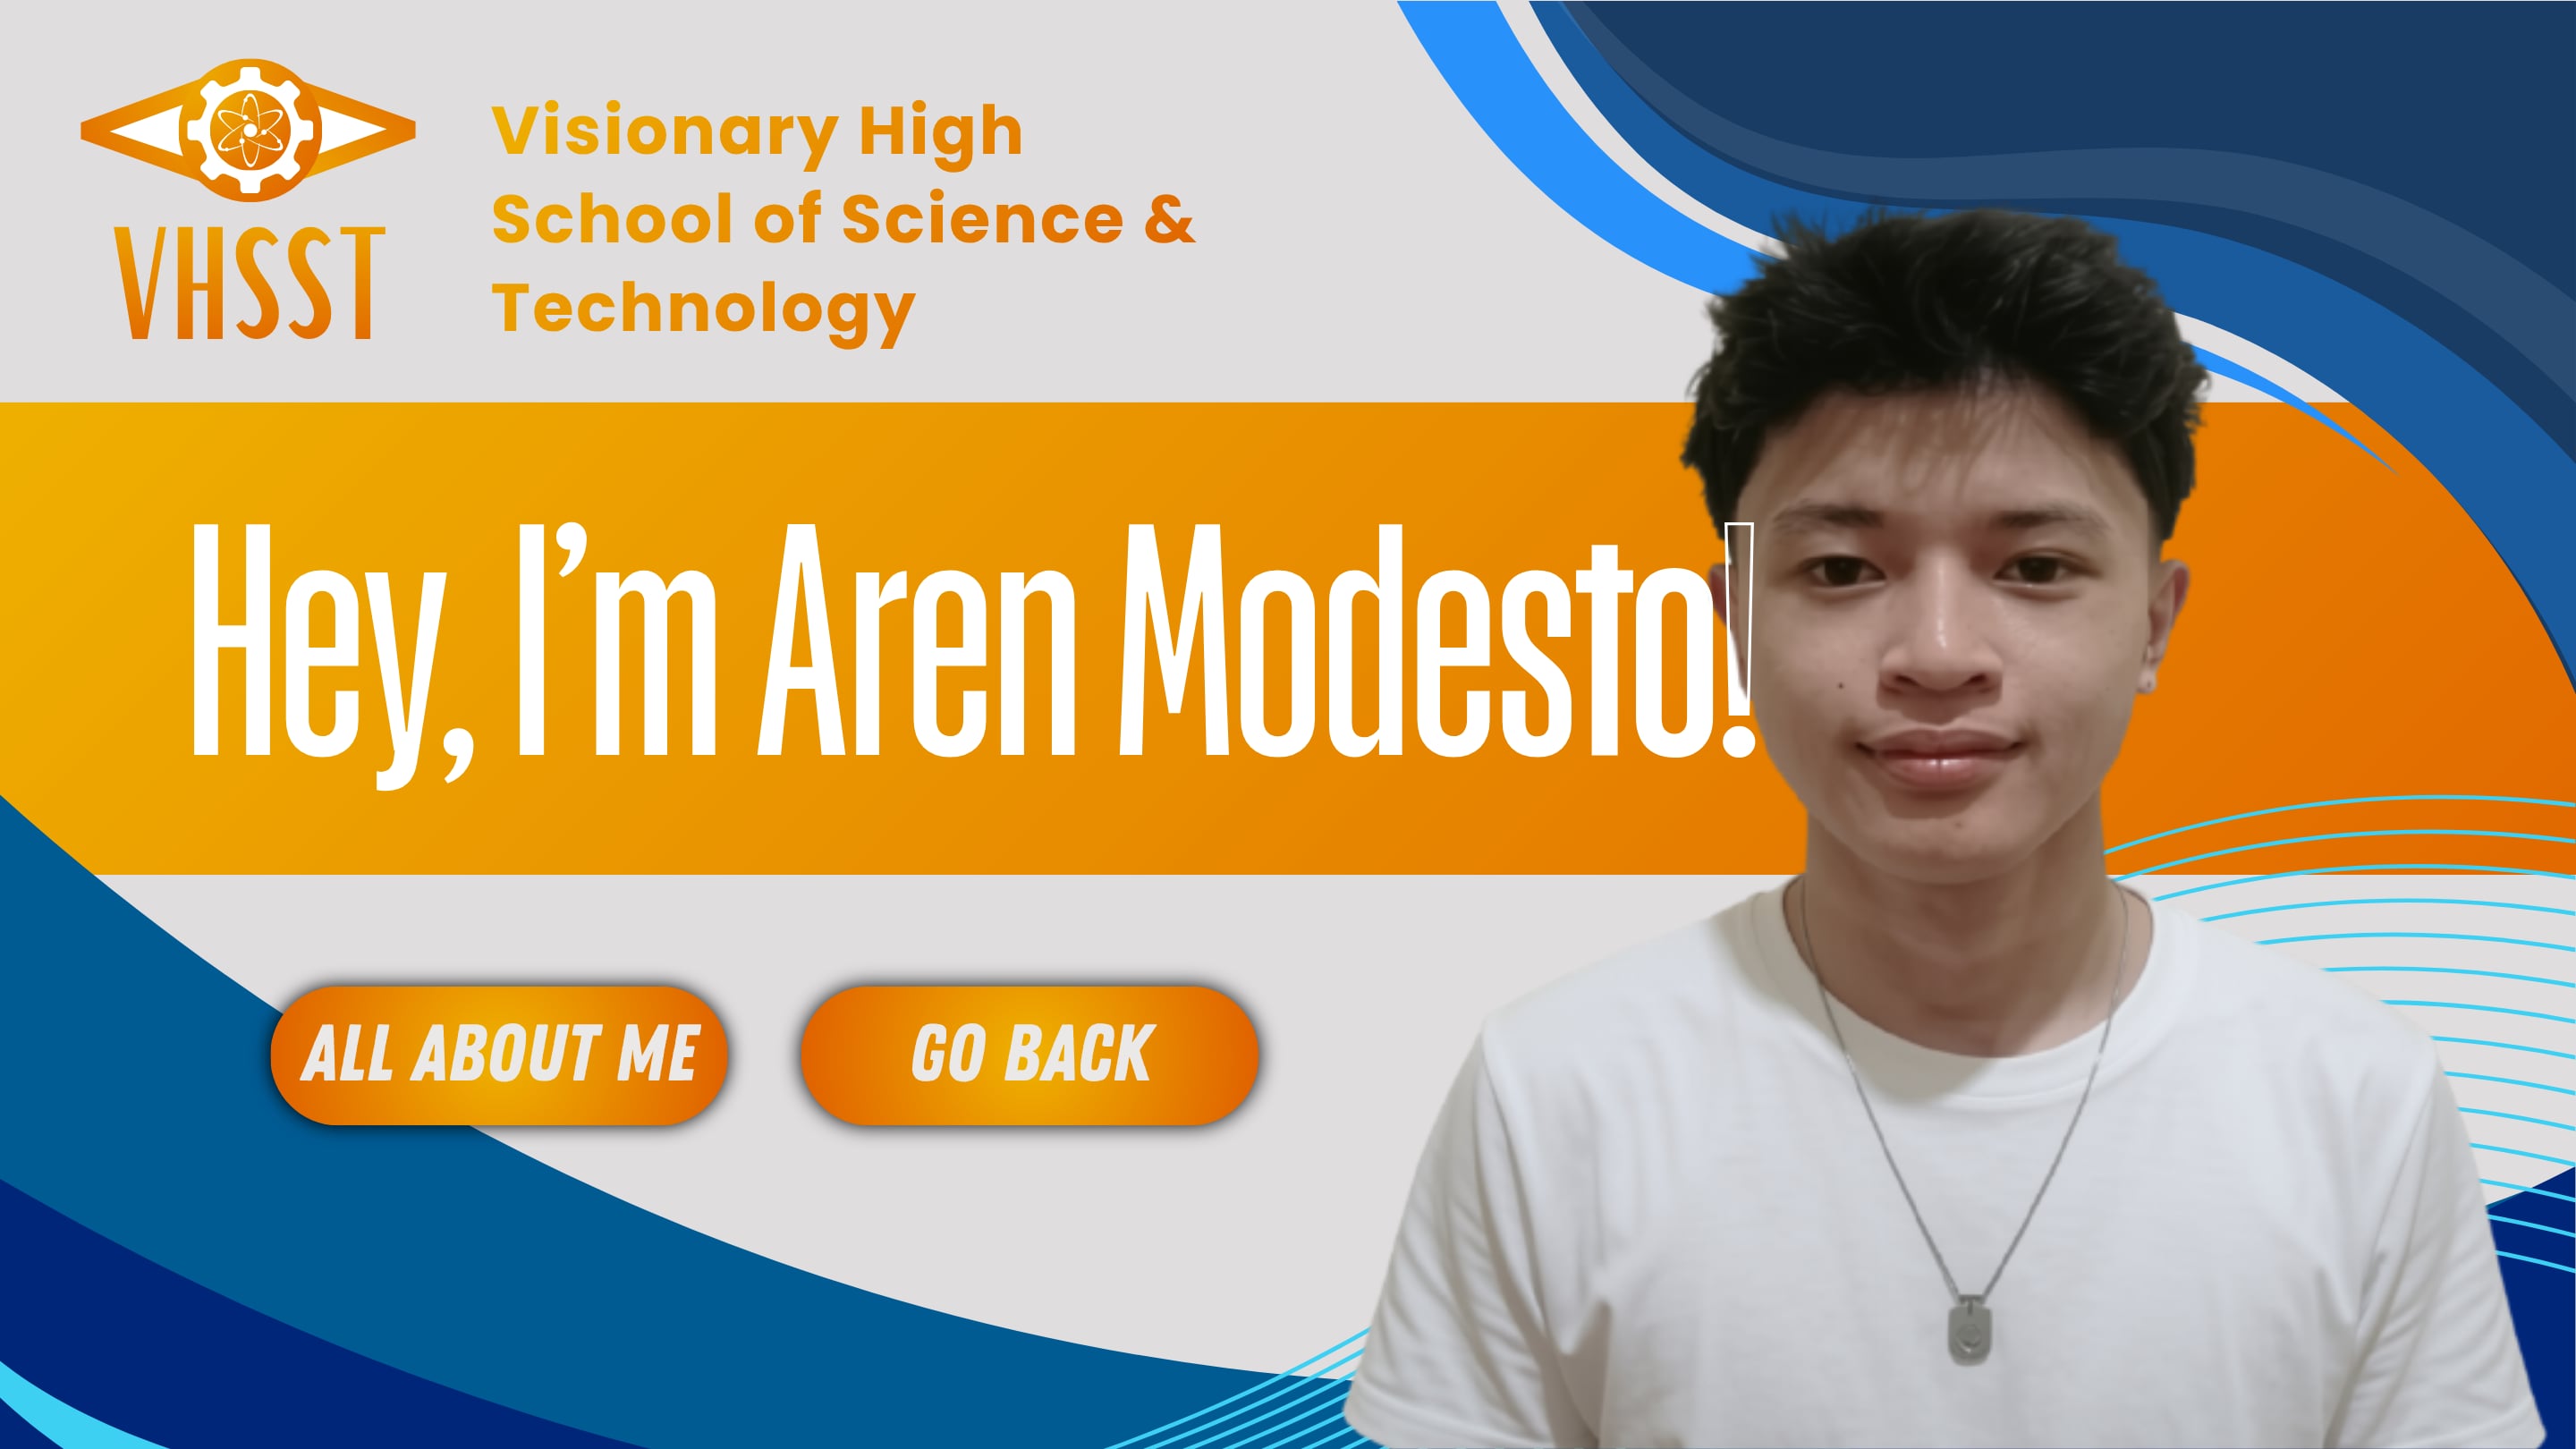 VHSST
Visionary High
School of Science &
Technology
Hey, I’m Aren Modesto!
ALL ABOUT ME
GO BACK